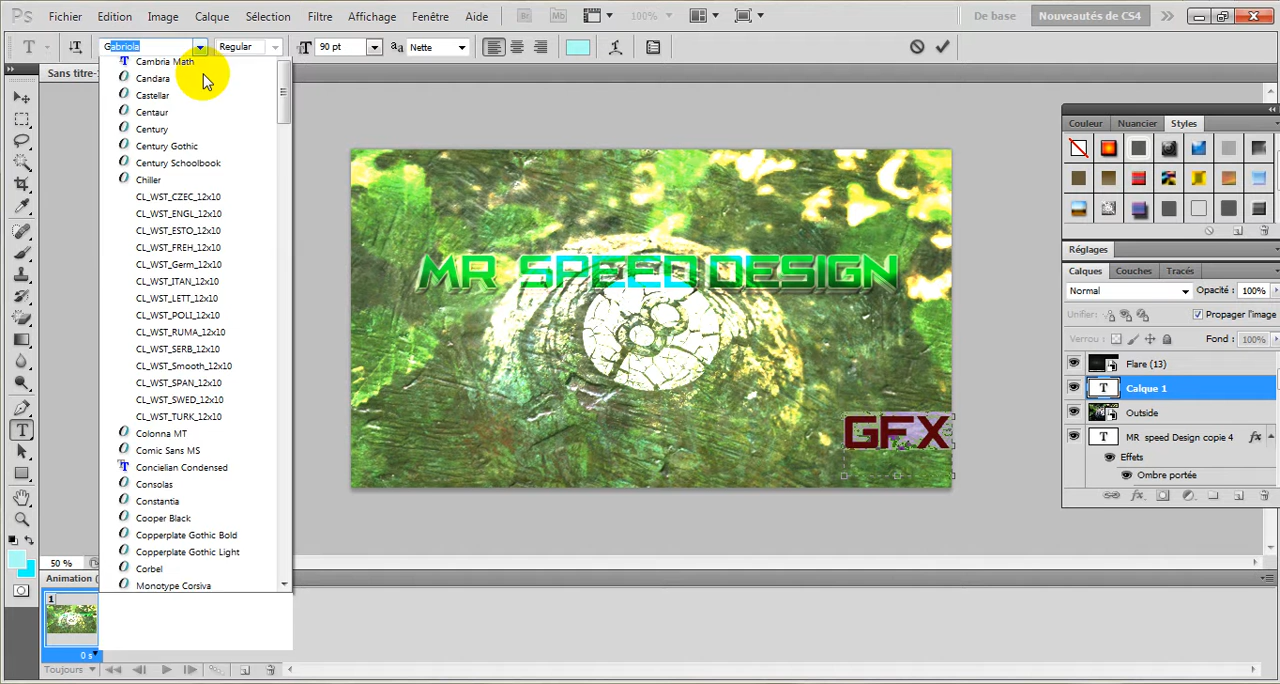 Ps Fichier Edition Image Calque Sélection Filtre Affichage Fenêtre Aide Br Mb 100% De base Nouveautés de CS4
T Gabriola Regular 90 pt aa Nette
Sans titre-
Cambria Math
Candara
Castellar
Centaur
Century
Century Gothic
Century Schoolbook
Chiller
CL_WST_CZEC_12x10
CL_WST_ENGL_12x10
CL_WST_ESTO_12x10
CL_WST_FREH_12x10
CL_WST_Germ_12x10
CL_WST_ITAN_12x10
CL_WST_LETT_12x10
CL_WST_POLI_12x10
CL_WST_RUMA_12x10
CL_WST_SERB_12x10
CL_WST_Smooth_12x10
CL_WST_SPAN_12x10
CL_WST_SWED_12x10
CL_WST_TURK_12x10
Colonna MT
Comic Sans MS
Concielian Condensed
Consolas
Constantia
Cooper Black
Copperplate Gothic Bold
Copperplate Gothic Light
Corbel
Monotype Corsiva
MR SPEED DESIGN
GFX
Couleur Nuancier Styles
Réglages
Calques Couches Tracés
Normal Opacité : 100%
Unifier : Propager l'image
Verrou : Fond : 100%
Flare (13)
T Calque 1
Outside
T MR speed Design copie 4 fx
Effets
Ombre portée
50 %
Animation (
1
0 s
Toujours